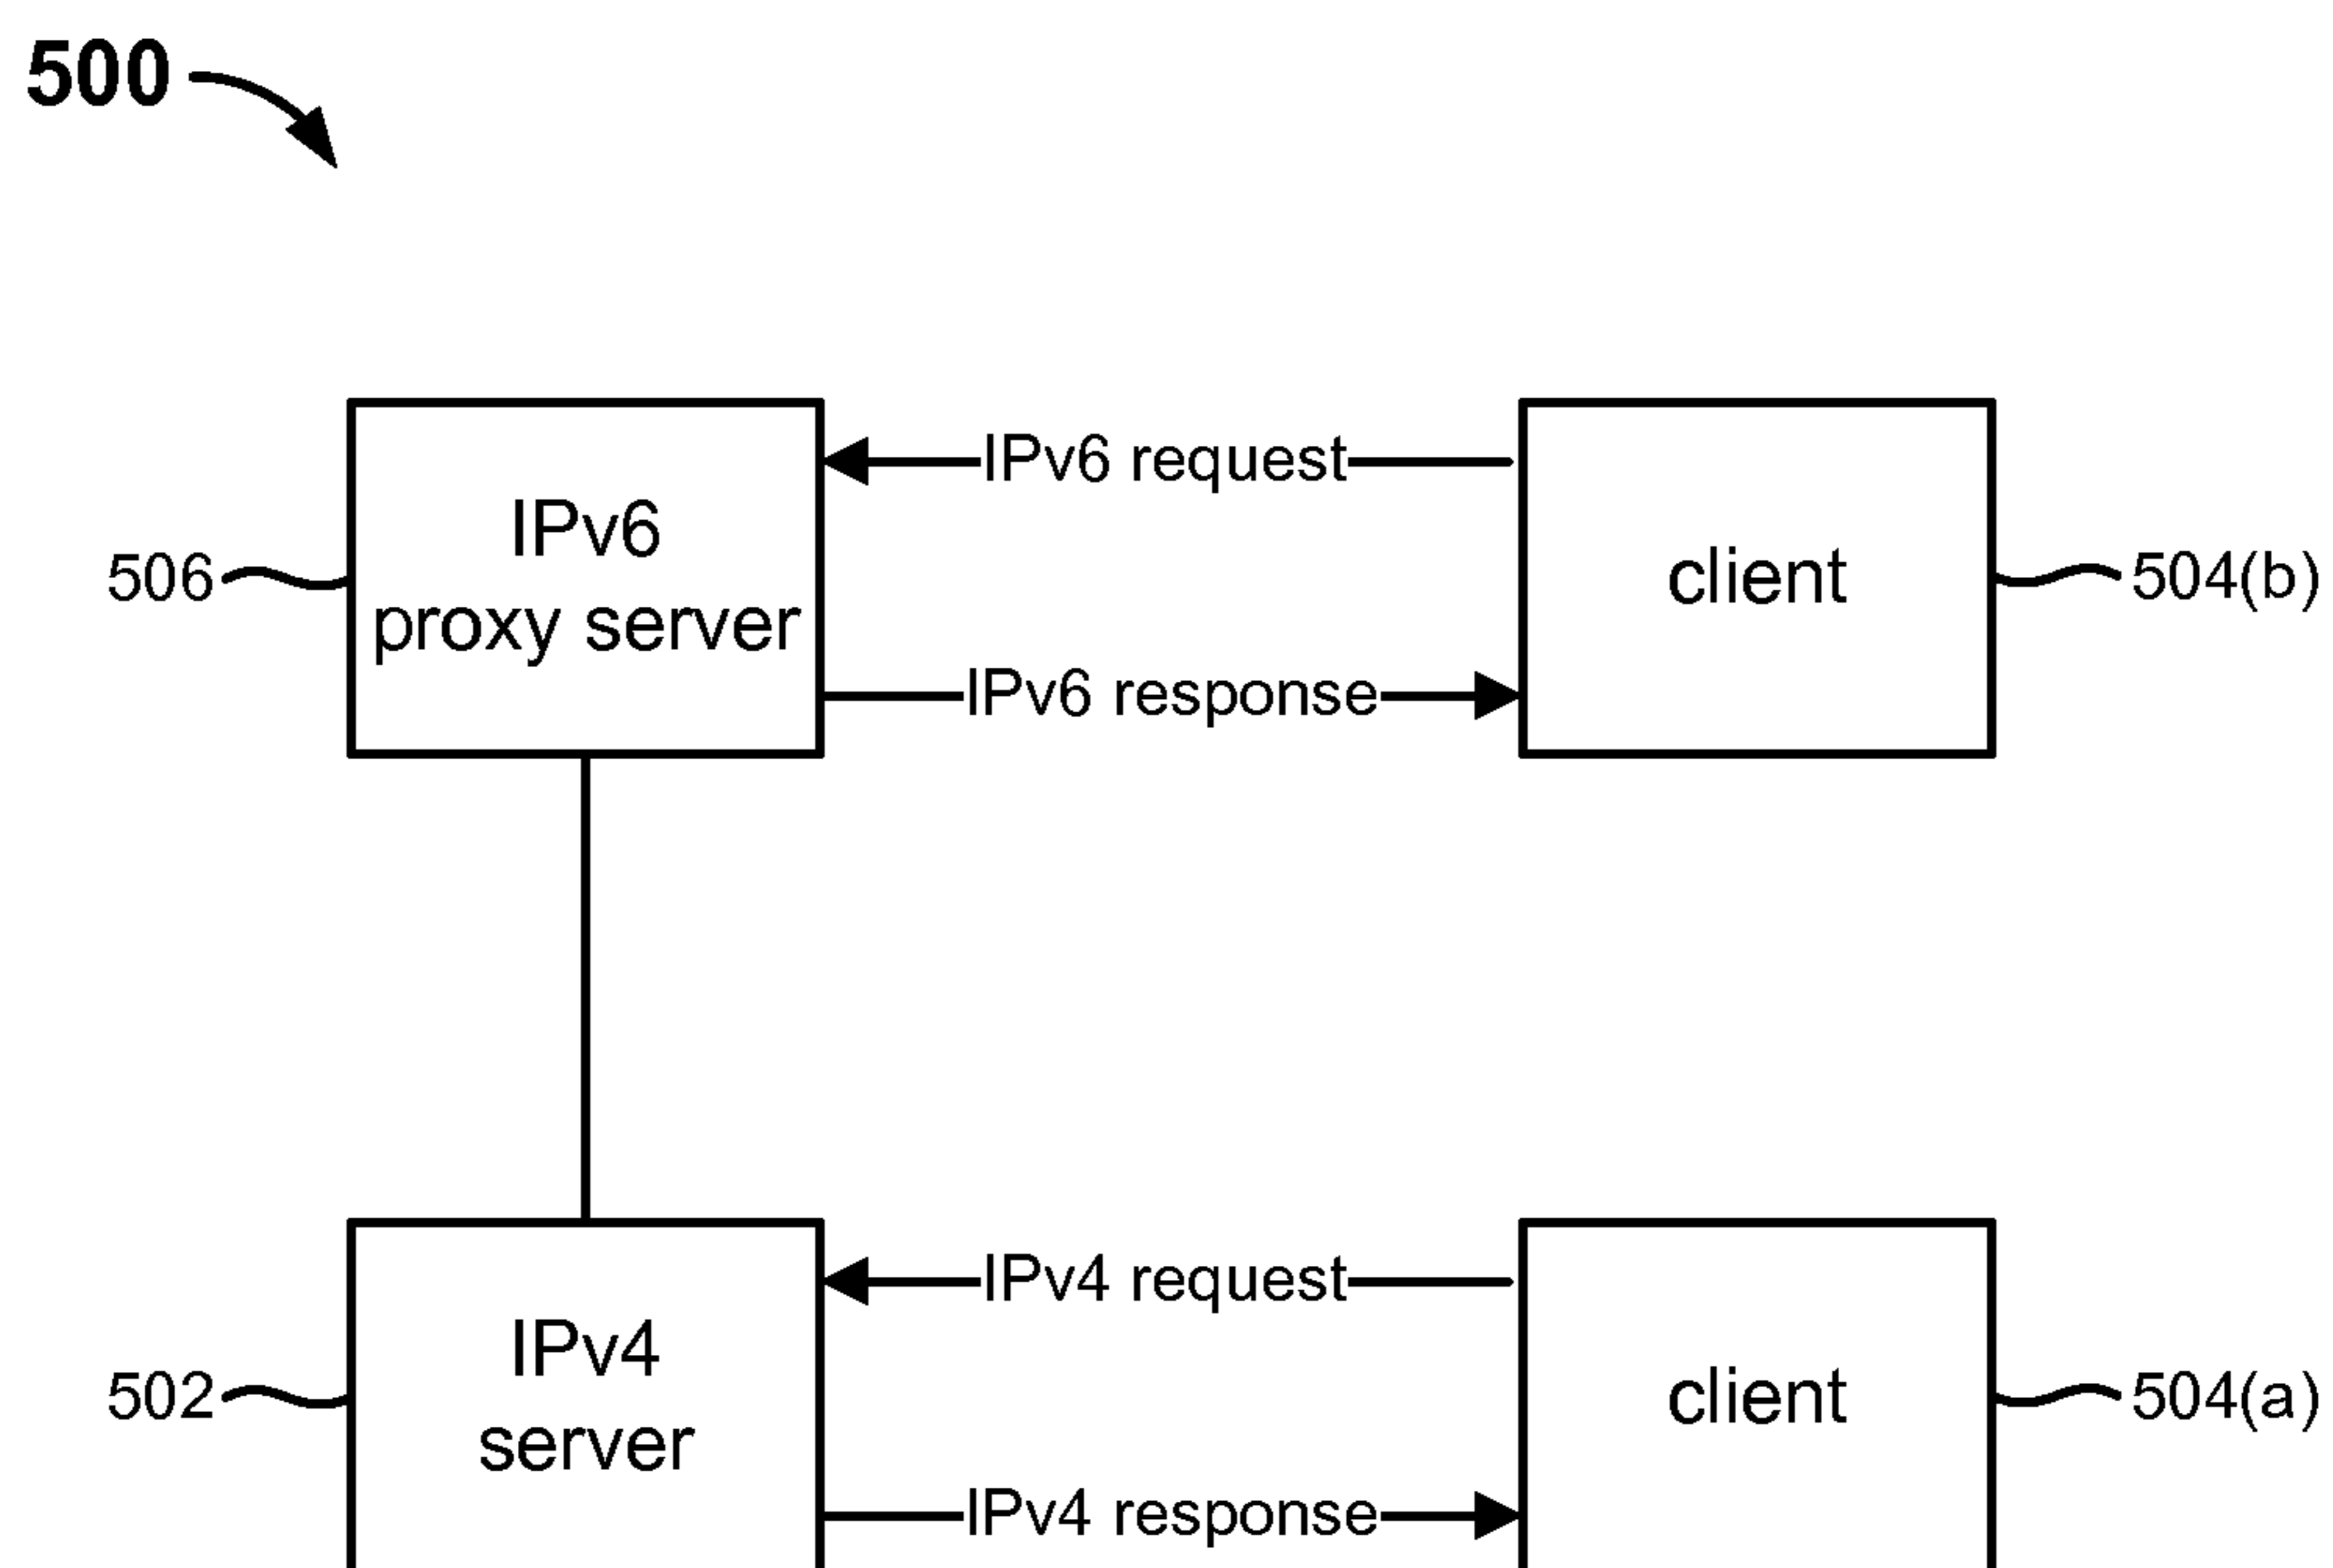 500
IPv6 request
IPv6
proxy server
506
client
504(b)
IPv6 response
IPv4 request
IPv4
server
502
client
504(a)
IPv4 response